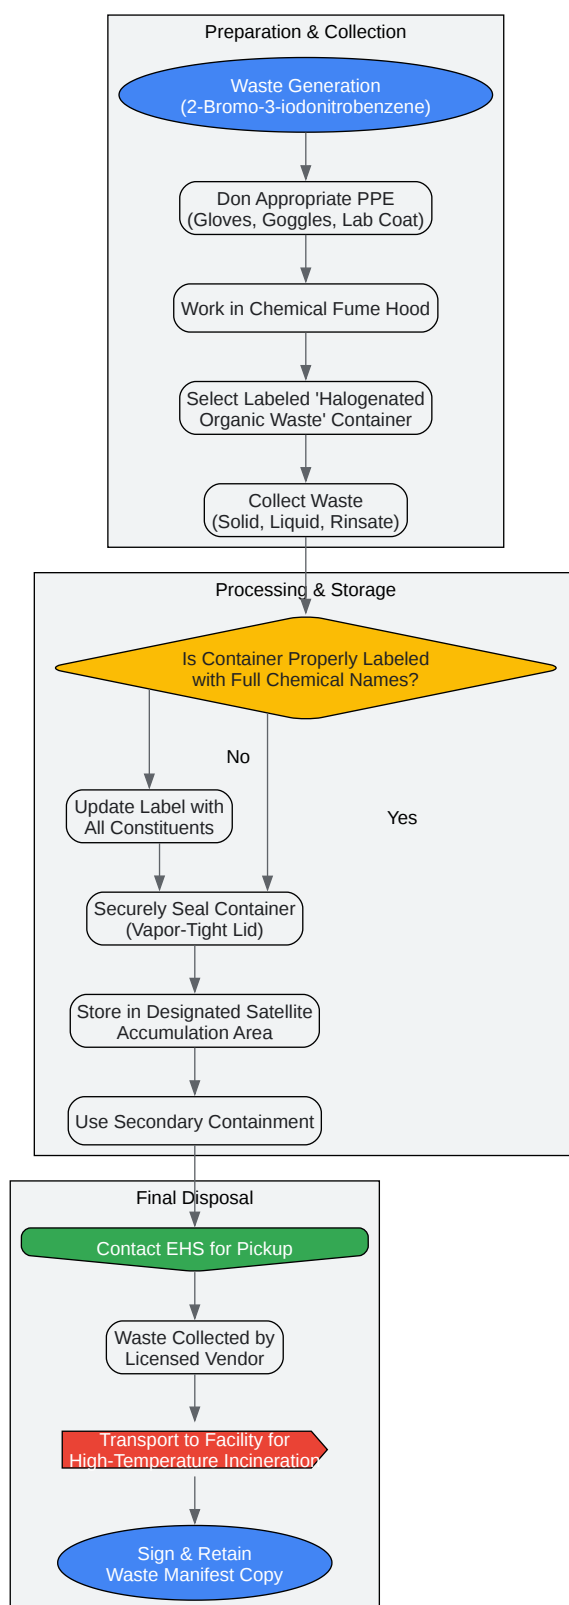 Preparation & Collection
Waste Generation
(2-Bromo-3-iodonitrobenzene)
Don Appropriate PPE
(Gloves, Goggles, Lab Coat)
Work in Chemical Fume Hood
Select Labeled 'Halogenated
Organic Waste' Container
Collect Waste
(Solid, Liquid, Rinsate)
Processing & Storage
Is Container Properly Labeled
with Full Chemical Names?
No
Yes
Update Label with
All Constituents
Securely Seal Container
(Vapor-Tight Lid)
Store in Designated Satellite
Accumulation Area
Use Secondary Containment
Final Disposal
Contact EHS for Pickup
Waste Collected by
Licensed Vendor
Transport to Facility for
High-Temperature Incineration
Sign & Retain
Waste Manifest Copy